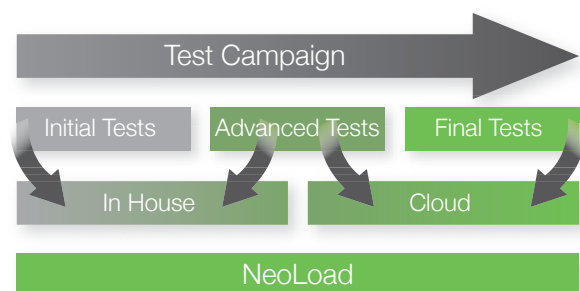 Test Campaign
Initial Tests
Advanced Tests
Final Tests
In House
Cloud
NeoLoad